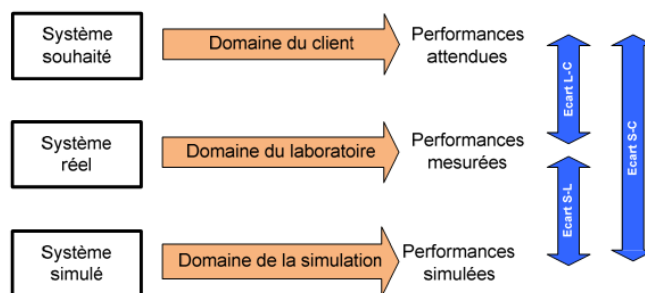 Système
souhaité
Domaine du client
Performances
attendues
Ecart L-C
Ecart S-C
Système
réel
Domaine du laboratoire
Performances
mesurées
Ecart S-L
Système
simulé
Domaine de la simulation
Performances
simulées